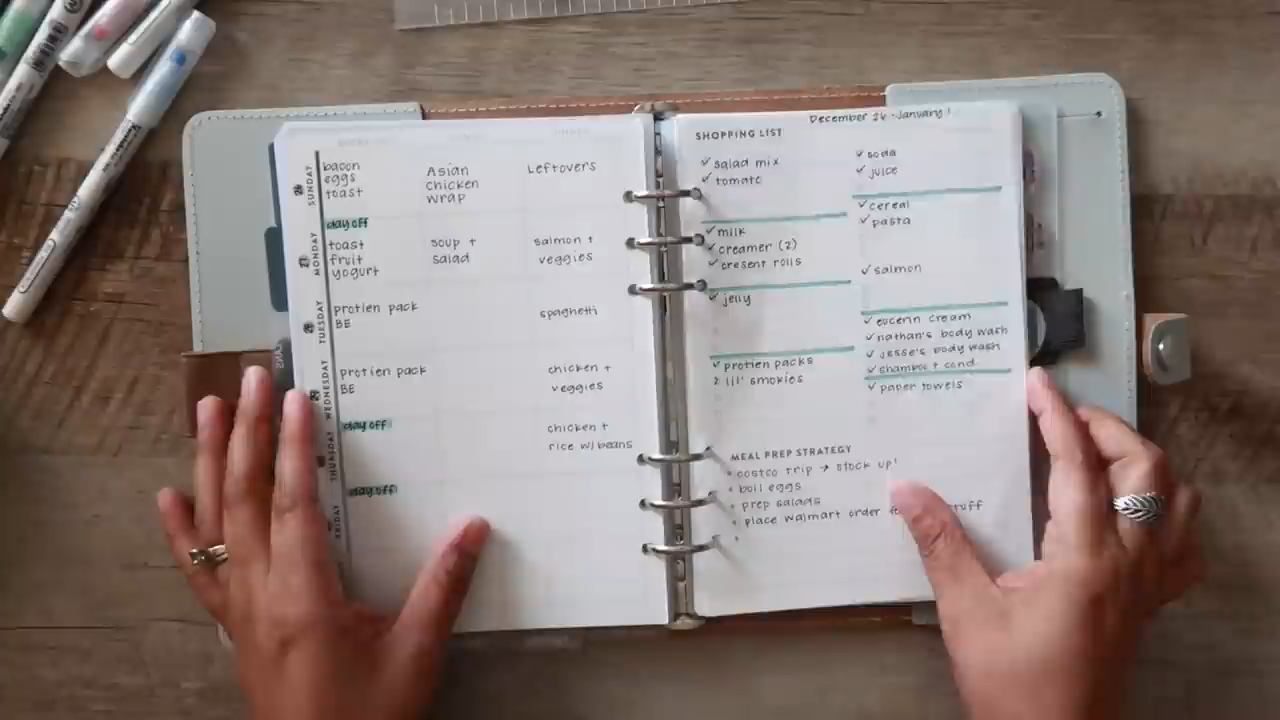 SUNDAY
bacon
eggs
toast
Asian
chicken
wrap
Leftovers
MONDAY
day off
toast
fruit
yogurt
soup +
salad
salmon +
veggies
TUESDAY
protien pack
BE
spaghetti
WEDNESDAY
protien pack
BE
chicken +
veggies
THURSDAY
day off
chicken +
rice w/beans
FRIDAY
day off
December 26 - January 1
SHOPPING LIST
✓ salad mix
✓ tomato
✓ milk
✓ creamer (2)
✓ cresent rolls
✓ jelly
✓ protien packs
2 lil' smokies
✓ soda
✓ juice
✓ cereal
✓ pasta
✓ salmon
✓ eucerin cream
✓ nathan's body wash
✓ jesse's body wash
✓ shampoo + cond.
✓ paper towels
MEAL PREP STRATEGY
• costco trip → stock up!
• boil eggs
• prep salads
• place walmart order